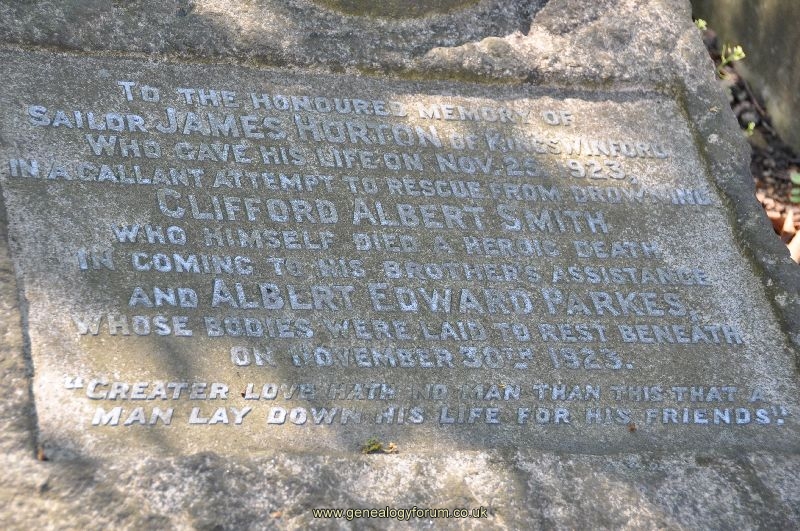 TO THE HONOURED MEMORY OF
SAILOR JAMES HORTON OF KINGSWINFORD
WHO GAVE HIS LIFE ON NOV. 25, 1923,
IN A GALLANT ATTEMPT TO RESCUE FROM DROWNING
CLIFFORD ALBERT SMITH
WHO HIMSELF DIED A HEROIC DEATH
IN COMING TO HIS BROTHERS ASSISTANCE
AND ALBERT EDWARD PARKES,
WHOSE BODIES WERE LAID TO REST BENEATH
ON NOVEMBER 30TH 1923.
"GREATER LOVE HATH NO MAN THAN THIS THAT A
MAN LAY DOWN HIS LIFE FOR HIS FRIENDS."
www.genealogyforum.co.uk